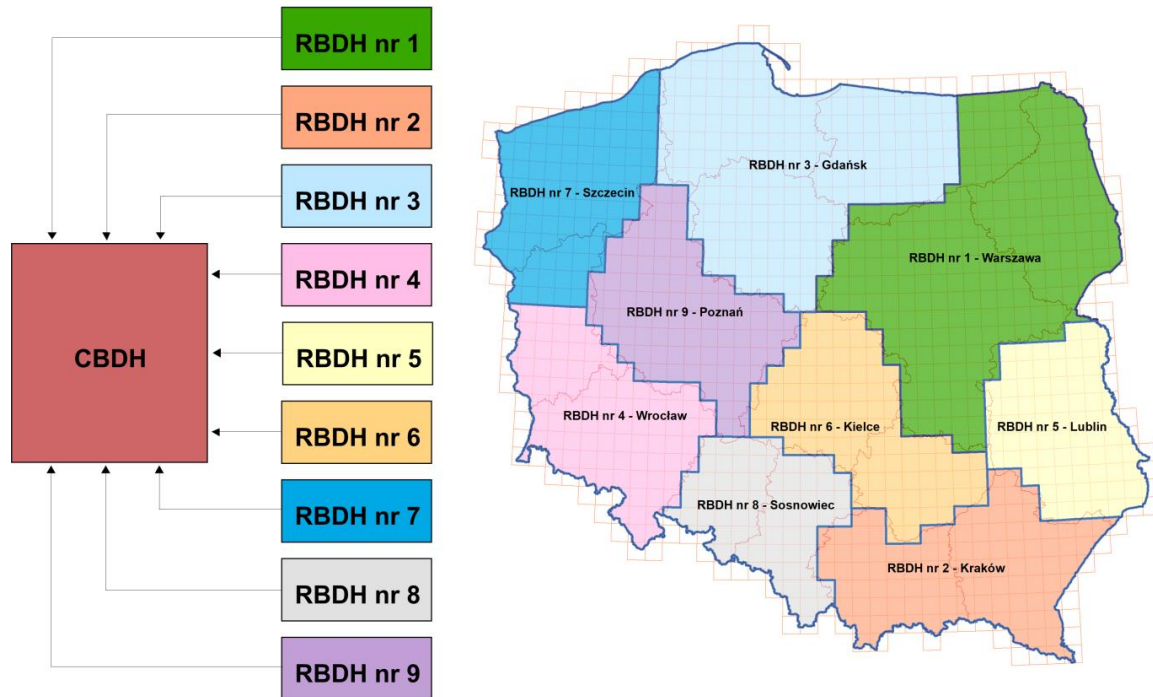 RBDH nr 1
RBDH nr 2
RBDH nr 3
RBDH nr 4
RBDH nr 5
RBDH nr 6
RBDH nr 7
RBDH nr 8
RBDH nr 9
CBDH
RBDH nr 3 - Gdańsk
RBDH nr 7 - Szczecin
RBDH nr 1 - Warszawa
RBDH nr 9 - Poznań
RBDH nr 4 - Wrocław
RBDH nr 6 - Kielce
RBDH nr 5 - Lublin
RBDH nr 8 - Sosnowiec
RBDH nr 2 - Kraków